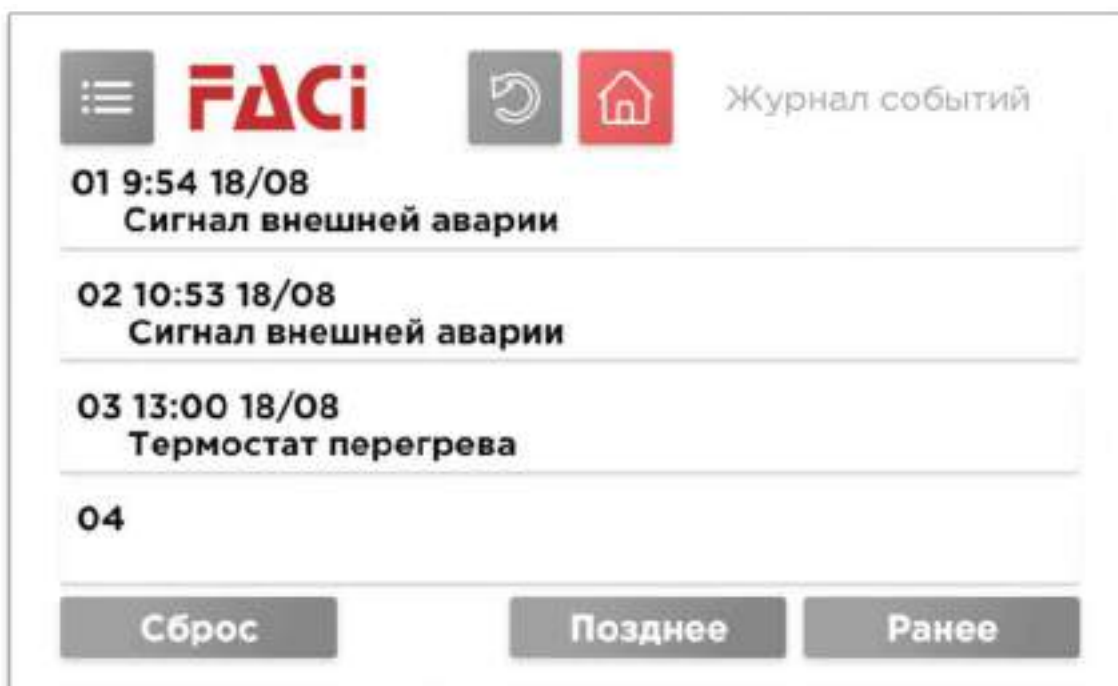 FACi
Журнал событий
01 9:54 18/08
Сигнал внешней аварии
02 10:53 18/08
Сигнал внешней аварии
03 13:00 18/08
Термостат перегрева
04
Сброс
Позднее
Ранее